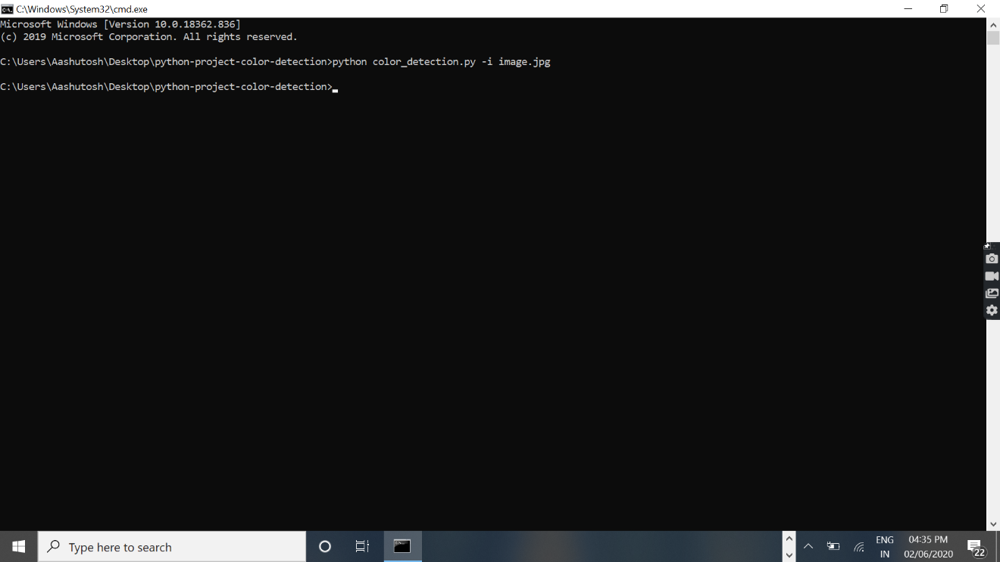 C:\Windows\System32\cmd.exe
Microsoft Windows [Version 10.0.18362.836]
(c) 2019 Microsoft Corporation. All rights reserved.
C:\Users\Aashutosh\Desktop\python-project-color-detection>python color_detection.py -i image.jpg
C:\Users\Aashutosh\Desktop\python-project-color-detection>
Type here to search
ENG
IN
04:35 PM
02/06/2020
22